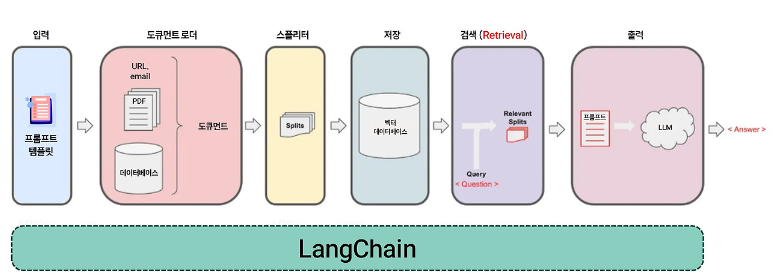 입력
도큐먼트 로더
스플리터
저장
검색 (Retrieval)
출력
프롬프트
템플릿
URL,
email
PDF
데이터베이스
도큐먼트
Splits
벡터
데이터베이스
Relevant
Splits
Query
< Question >
프롬프트
LLM
< Answer >
LangChain